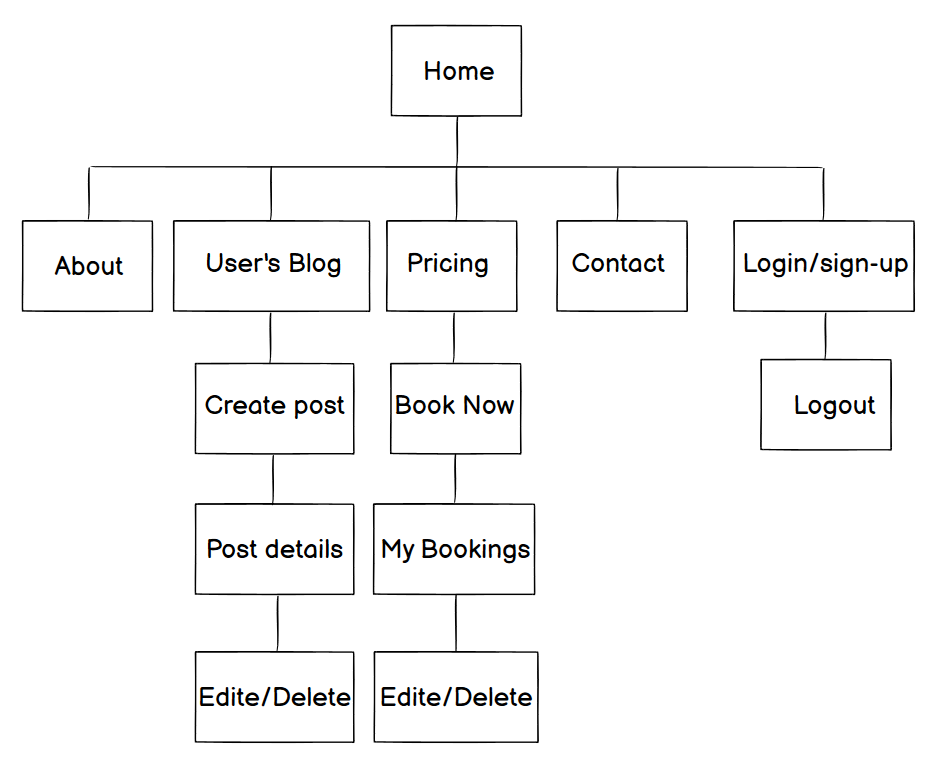 Home
About
User's Blog
Pricing
Contact
Login/sign-up
Create post
Book Now
Logout
Post details
My Bookings
Edite/Delete
Edite/Delete